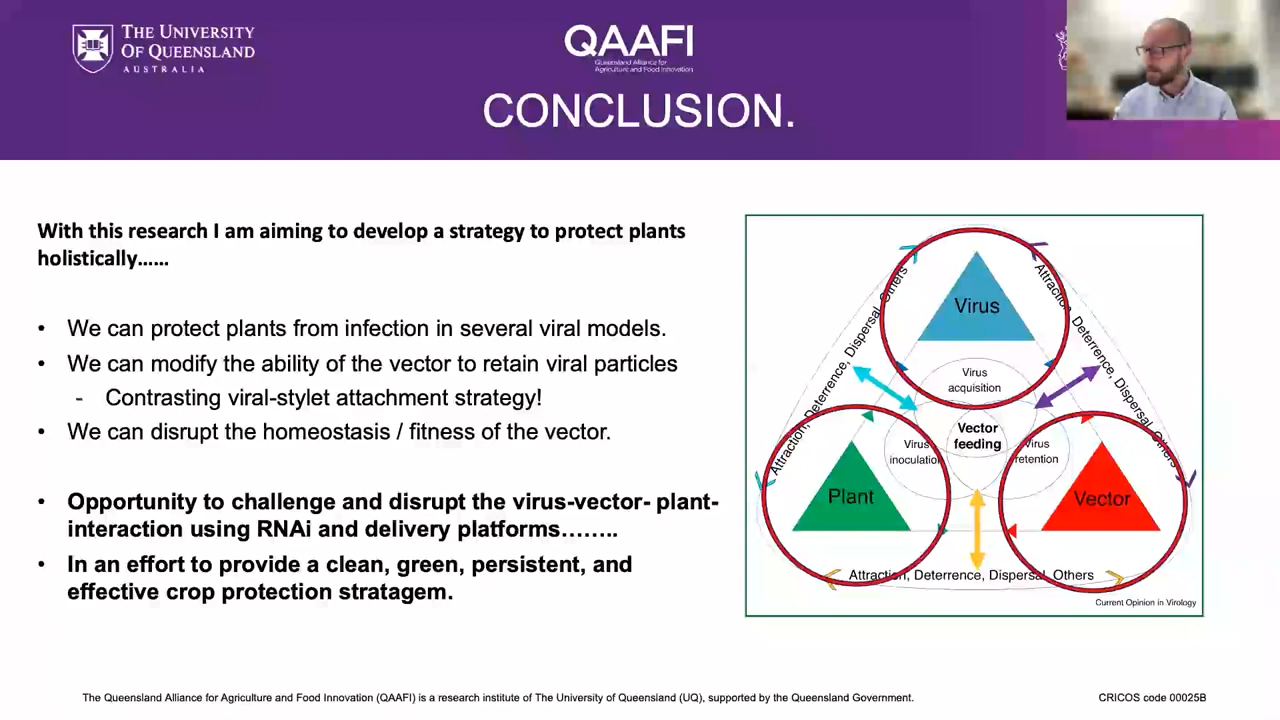 THE UNIVERSITY
OF QUEENSLAND
AUSTRALIA
QAAFI
Queensland Alliance for
Agriculture and Food Innovation
CONCLUSION.
With this research I am aiming to develop a strategy to protect plants
holistically......
• We can protect plants from infection in several viral models.
• We can modify the ability of the vector to retain viral particles
- Contrasting viral-stylet attachment strategy!
• We can disrupt the homeostasis / fitness of the vector.
• Opportunity to challenge and disrupt the virus-vector- plant-
interaction using RNAi and delivery platforms……..
• In an effort to provide a clean, green, persistent, and
effective crop protection stratagem.
Virus
Attraction, Deterrence, Dispersal, Others
Attraction, Deterrence, Dispersal, Others
Virus
acquisition
Vector
feeding
Virus
inoculation
Virus
retention
Plant
Vector
Attraction, Deterrence, Dispersal, Others
Current Opinion in Virology
The Queensland Alliance for Agriculture and Food Innovation (QAAFI) is a research institute of The University of Queensland (UQ), supported by the Queensland Government.
CRICOS code 00025B